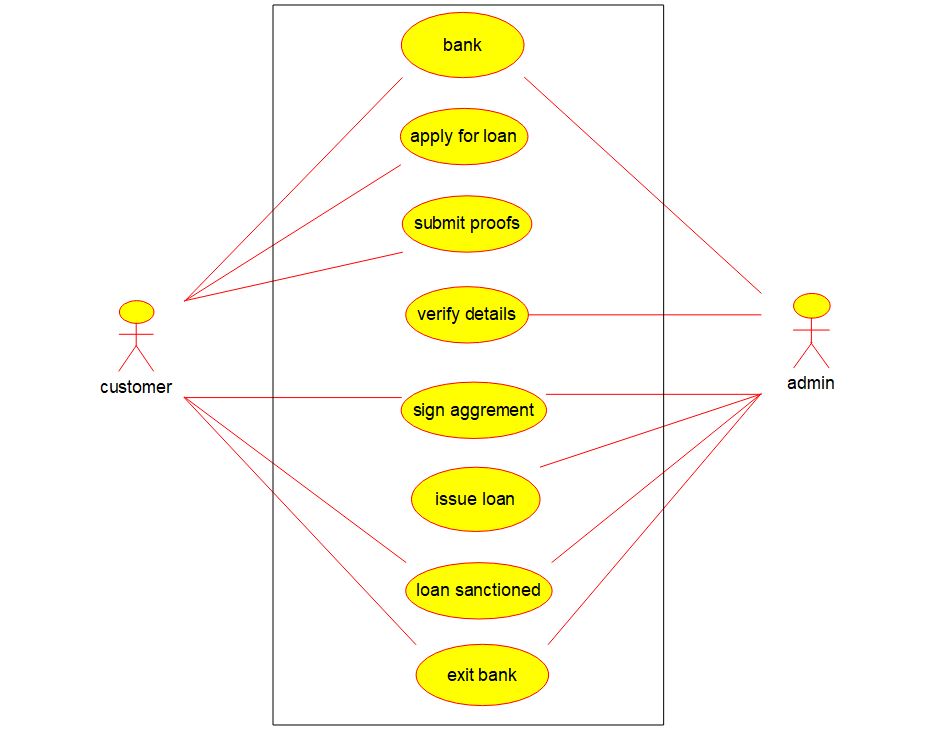 bank
apply for loan
submit proofs
verify details
customer
admin
sign aggrement
issue loan
loan sanctioned
exit bank